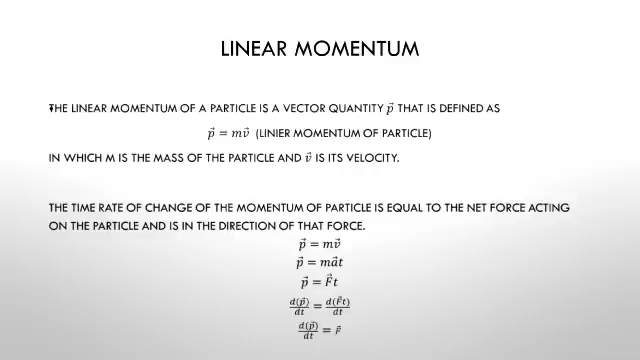 LINEAR MOMENTUM
THE LINEAR MOMENTUM OF A PARTICLE IS A VECTOR QUANTITY p⃗ THAT IS DEFINED AS
p⃗ = mv⃗ (LINIER MOMENTUM OF PARTICLE)
IN WHICH M IS THE MASS OF THE PARTICLE AND v⃗ IS ITS VELOCITY.
THE TIME RATE OF CHANGE OF THE MOMENTUM OF PARTICLE IS EQUAL TO THE NET FORCE ACTING
ON THE PARTICLE AND IS IN THE DIRECTION OF THAT FORCE.
p⃗ = mv⃗
p⃗ = ma⃗t
p⃗ = F⃗t
d(p⃗)/dt = d(F⃗t)/dt
d(p⃗)/dt = F⃗